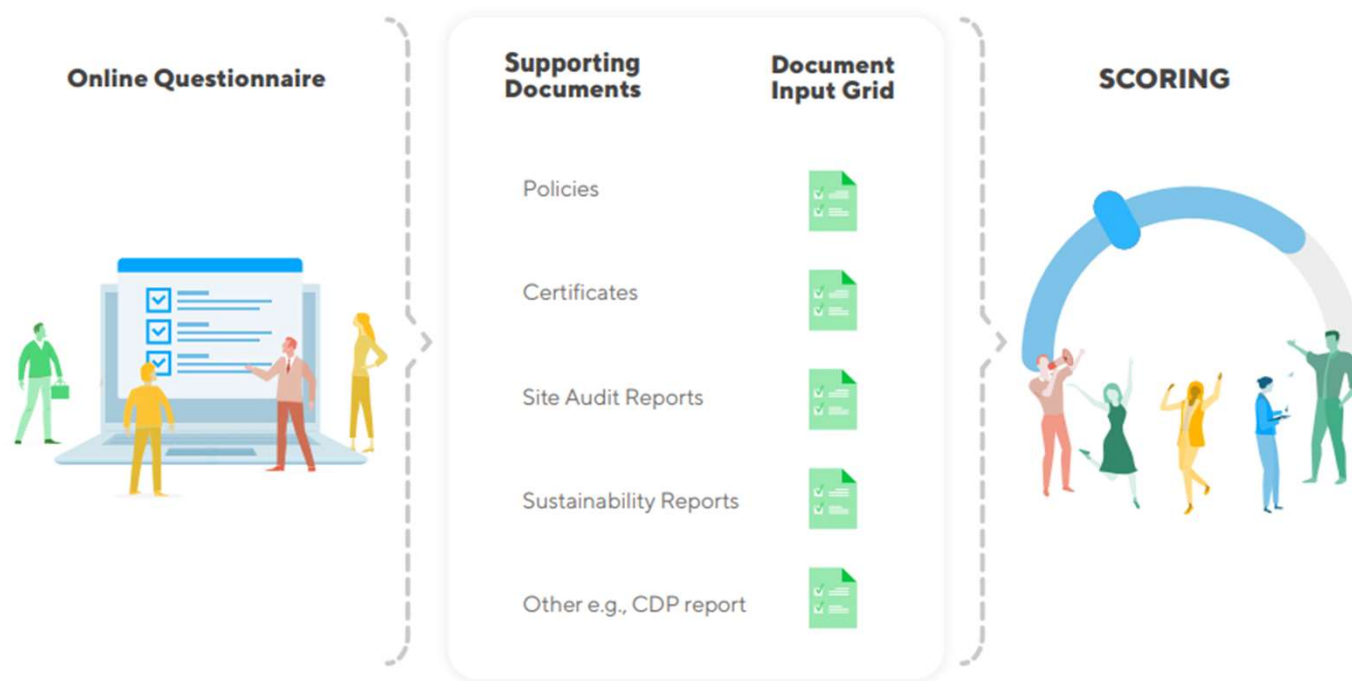 Online Questionnaire
Supporting
Documents
Document
Input Grid
Policies
Certificates
Site Audit Reports
Sustainability Reports
Other e.g., CDP report
SCORING